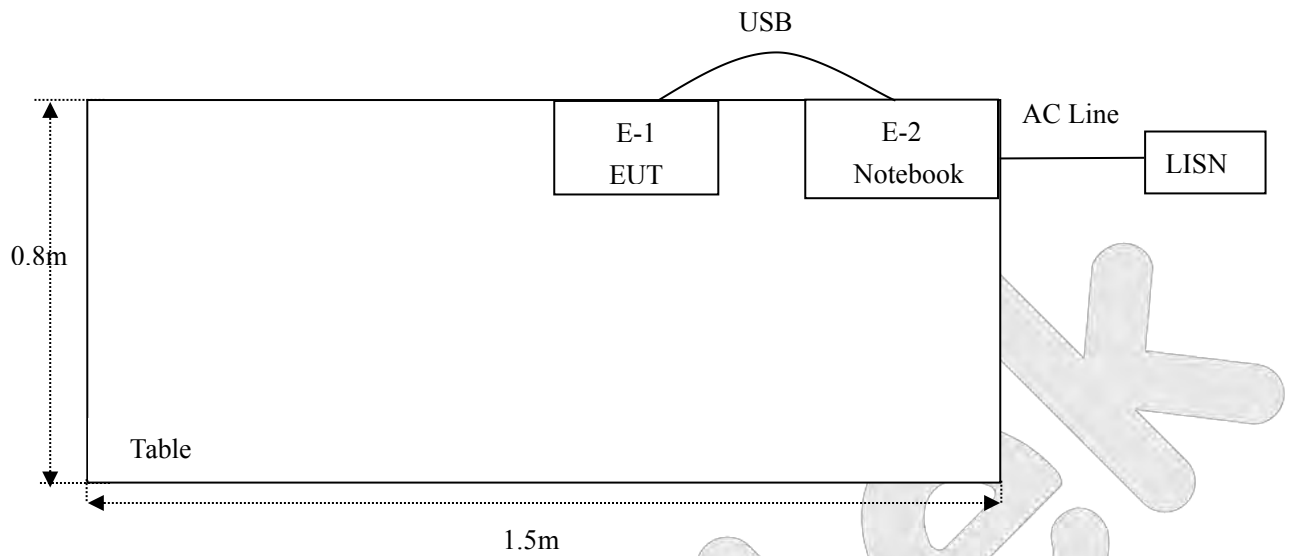 USB
E-1
EUT
E-2
Notebook
AC Line
LISN
0.8m
Table
1.5m